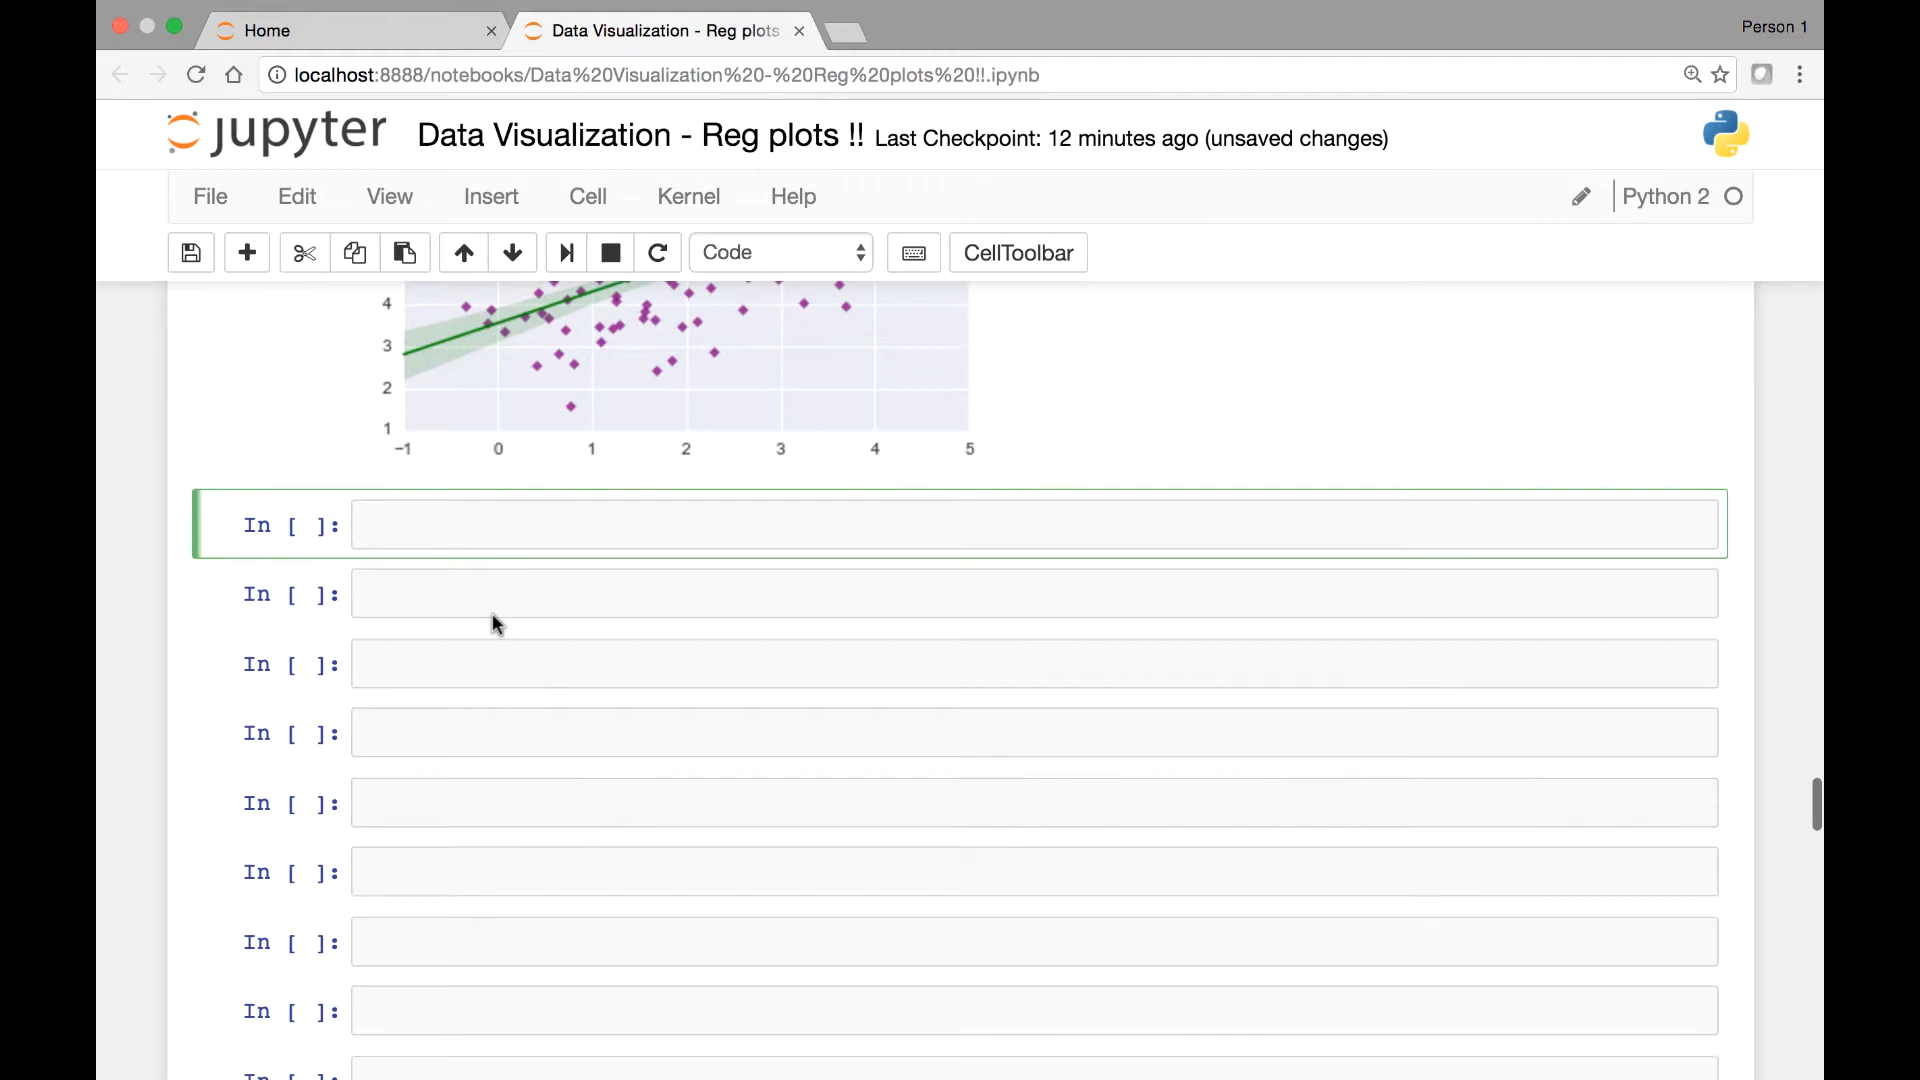 Home
Data Visualization - Reg plots
Person 1
localhost:8888/notebooks/Data%20Visualization%20-%20Reg%20plots%20!!.ipynb
jupyter Data Visualization - Reg plots !! Last Checkpoint: 12 minutes ago (unsaved changes)
File Edit View Insert Cell Kernel Help Python 2
Code CellToolbar
4
3
2
1
−1 0 1 2 3 4 5
In [ ]:
In [ ]:
In [ ]:
In [ ]:
In [ ]:
In [ ]:
In [ ]:
In [ ]:
In [ ]: